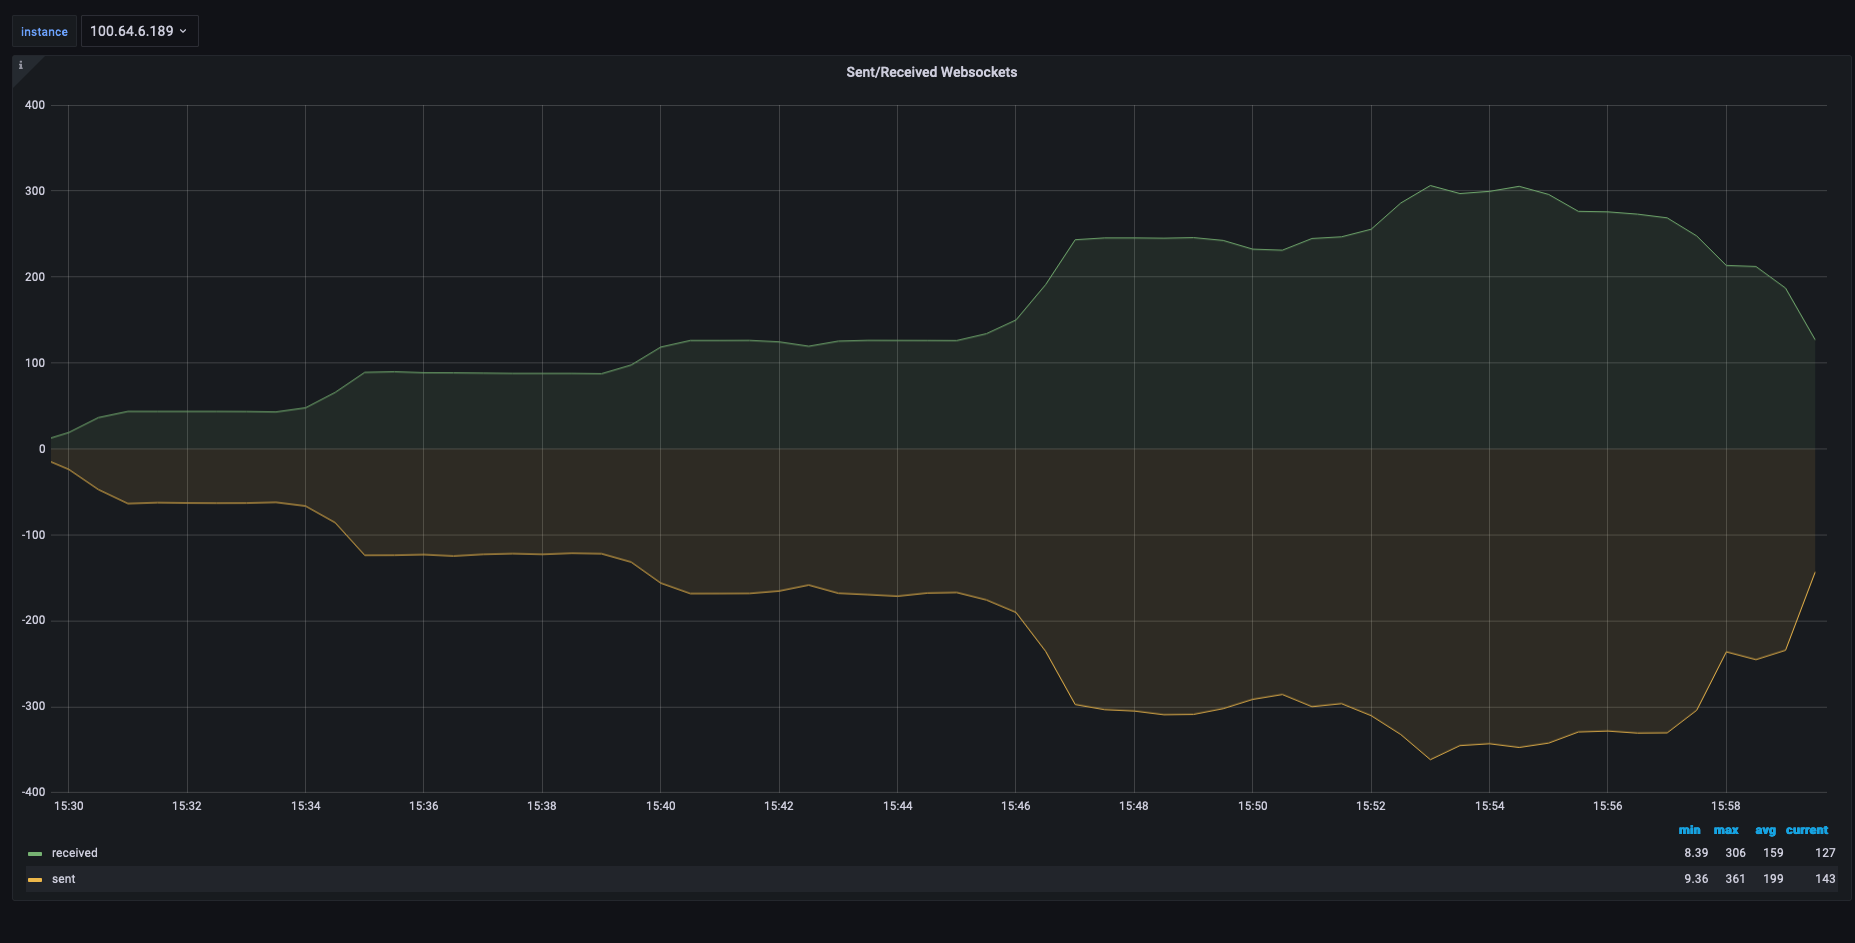 instance 100.64.6.189
i
Sent/Received Websockets
400
300
200
100
0
-100
-200
-300
-400
15:30 15:32 15:34 15:36 15:38 15:40 15:42 15:44 15:46 15:48 15:50 15:52 15:54 15:56 15:58
min max avg current
received 8.39 306 159 127
sent 9.36 361 199 143